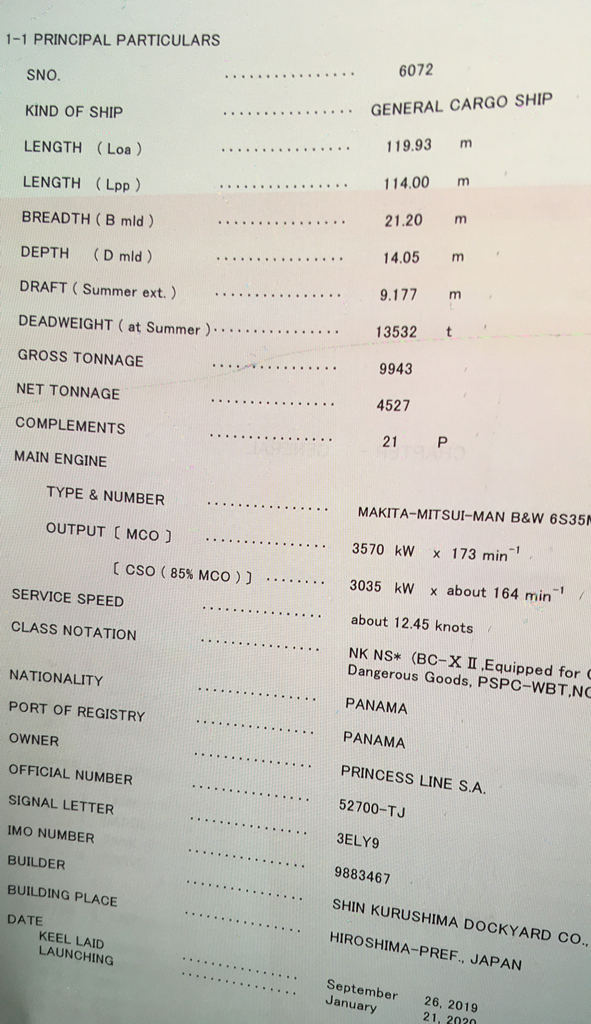 1-1 PRINCIPAL PARTICULARS
SNO. ................ 6072
KIND OF SHIP ................ GENERAL CARGO SHIP
LENGTH ( Loa ) ................ 119.93 m
LENGTH ( Lpp ) ................ 114.00 m
BREADTH ( B mld ) ................ 21.20 m
DEPTH ( D mld ) ................ 14.05 m
DRAFT ( Summer ext. ) ................ 9.177 m
DEADWEIGHT ( at Summer ) ................ 13532 t
GROSS TONNAGE ................ 9943
NET TONNAGE ................ 4527
COMPLEMENTS ................ 21 P
MAIN ENGINE
TYPE & NUMBER ................ MAKITA-MITSUI-MAN B&W
OUTPUT [ MCO ] ................ 3570 kW x 173 min⁻¹
[ CSO ( 85% MCO ) ] ........ 3035 kW x about 164 min⁻¹
SERVICE SPEED ................ about 12.45 knots
CLASS NOTATION ................ NK NS* (BC-X II ,Equipped for
Dangerous Goods, PSPC-WBT,
NATIONALITY ................ PANAMA
PORT OF REGISTRY ................ PANAMA
OWNER ................ PRINCESS LINE S.A.
OFFICIAL NUMBER ................ 52700-TJ
SIGNAL LETTER ................ 3ELY9
IMO NUMBER ................ 9883467
BUILDER ................ SHIN KURUSHIMA DOCKYARD CO.,
BUILDING PLACE ................ HIROSHIMA-PREF., JAPAN
DATE
KEEL LAID ................ September 26, 2019
LAUNCHING ................ January 21, 2020